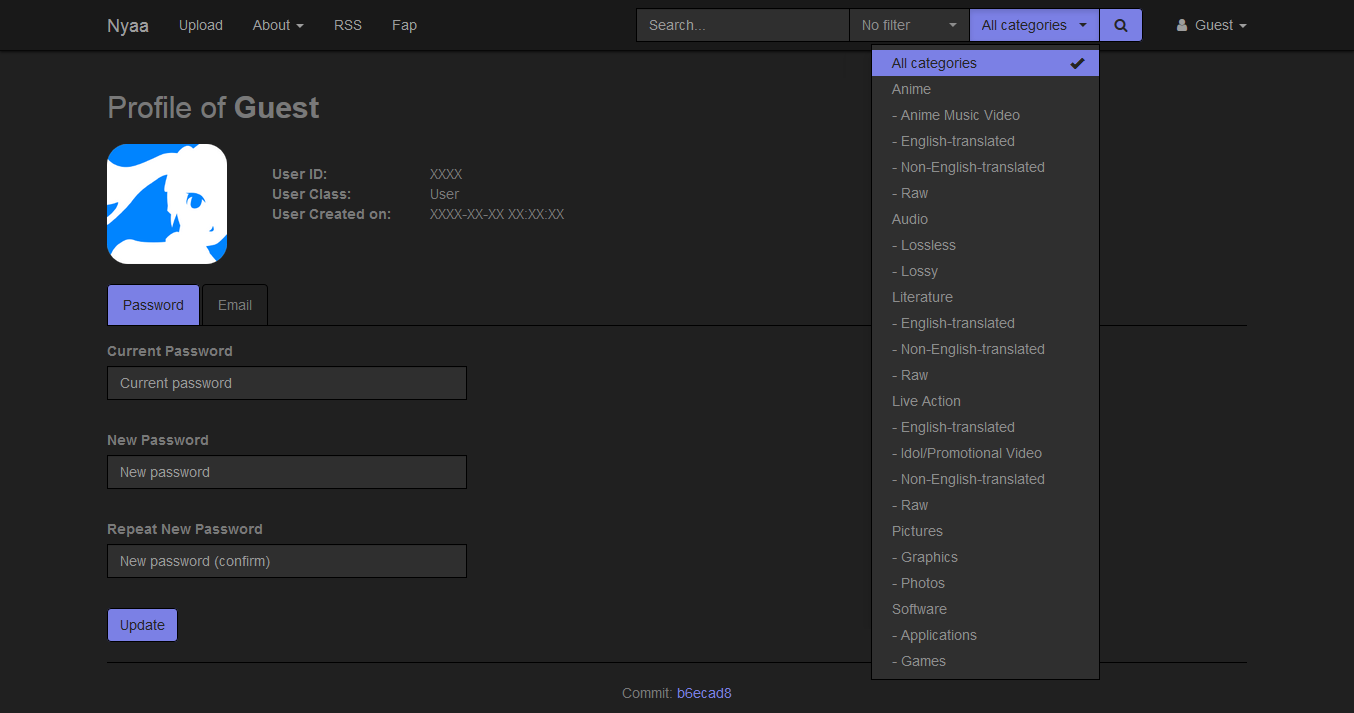 Nyaa Upload About RSS Fap Search... No filter All categories Guest
Profile of Guest
User ID: XXXX
User Class: User
User Created on: XXXX-XX-XX XX:XX:XX
Password Email
Current Password
Current password
New Password
New password
Repeat New Password
New password (confirm)
Update
All categories
Anime
- Anime Music Video
- English-translated
- Non-English-translated
- Raw
Audio
- Lossless
- Lossy
Literature
- English-translated
- Non-English-translated
- Raw
Live Action
- English-translated
- Idol/Promotional Video
- Non-English-translated
- Raw
Pictures
- Graphics
- Photos
Software
- Applications
- Games
Commit: b6ecad8